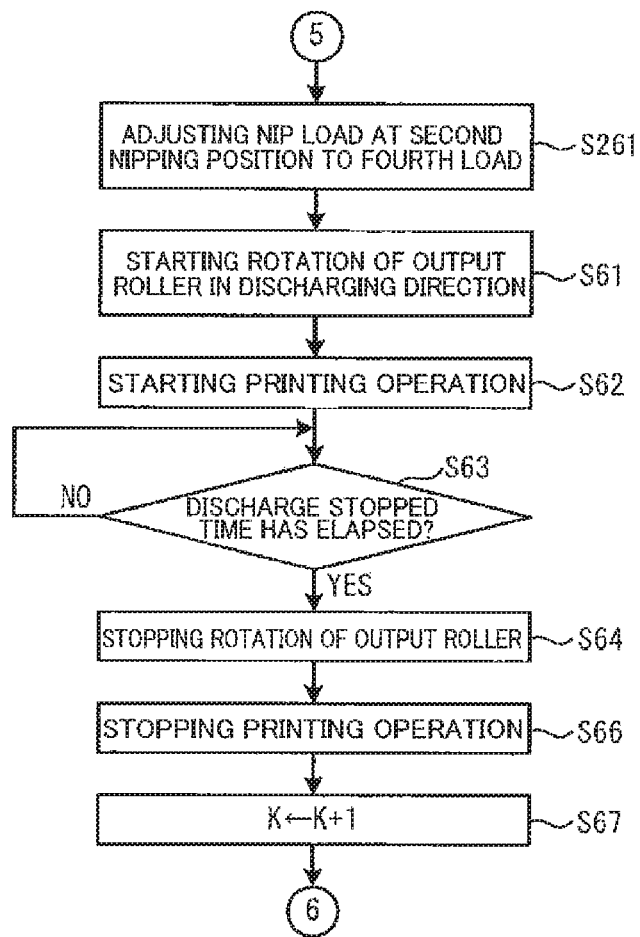 5
ADJUSTING NIP LOAD AT SECOND
NIPPING POSITION TO FOURTH LOAD
S261
STARTING ROTATION OF OUTPUT
ROLLER IN DISCHARGING DIRECTION
S61
STARTING PRINTING OPERATION
S62
S63
NO
DISCHARGE STOPPED
TIME HAS ELAPSED?
YES
STOPPING ROTATION OF OUTPUT ROLLER
S64
STOPPING PRINTING OPERATION
S66
K←K+1
S67
6